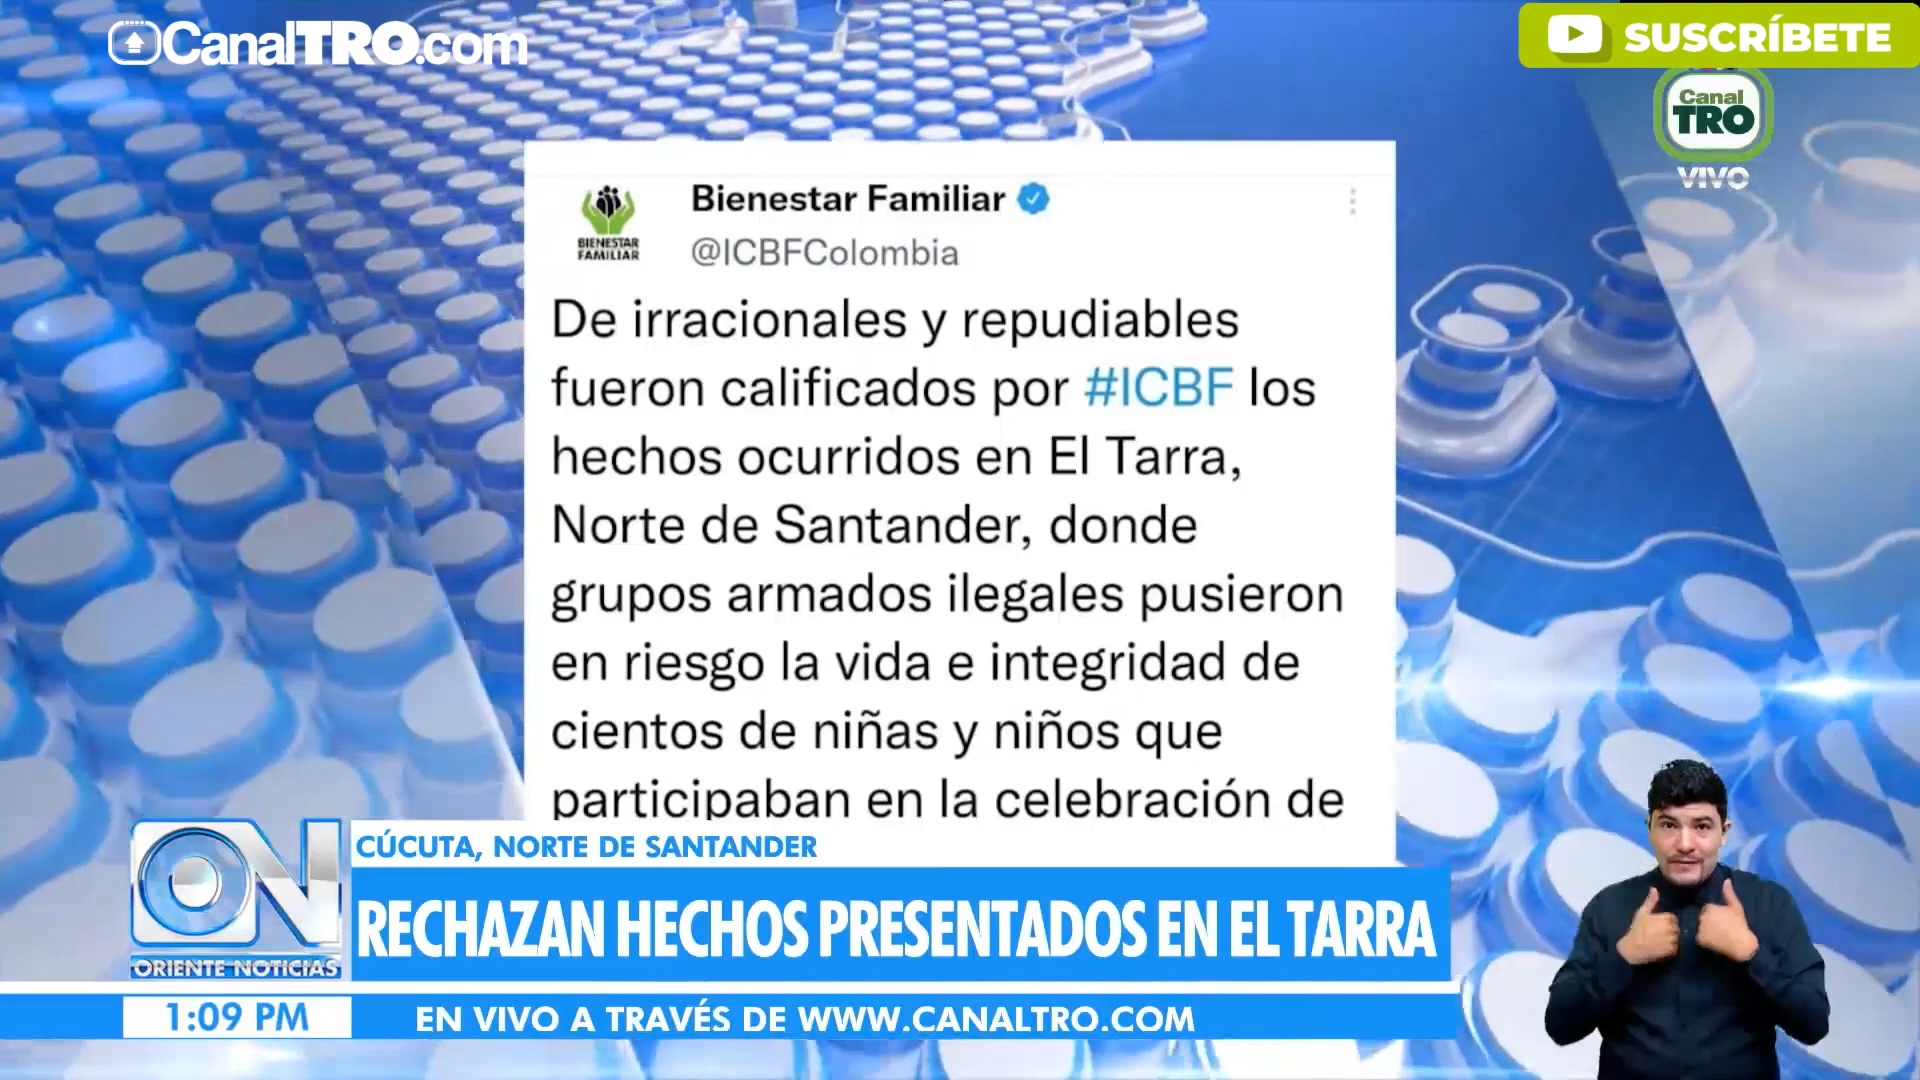 CanalTRO.com
SUSCRÍBETE
Canal
TRO
VIVO
Bienestar Familiar
@ICBFColombia
BIENESTAR
FAMILIAR
De irracionales y repudiables
fueron calificados por #ICBF los
hechos ocurridos en El Tarra,
Norte de Santander, donde
grupos armados ilegales pusieron
en riesgo la vida e integridad de
cientos de niñas y niños que
participaban en la celebración de
CÚCUTA, NORTE DE SANTANDER
ON
ORIENTE NOTICIAS
RECHAZAN HECHOS PRESENTADOS EN EL TARRA
1:09 PM
EN VIVO A TRAVÉS DE WWW.CANALTRO.COM